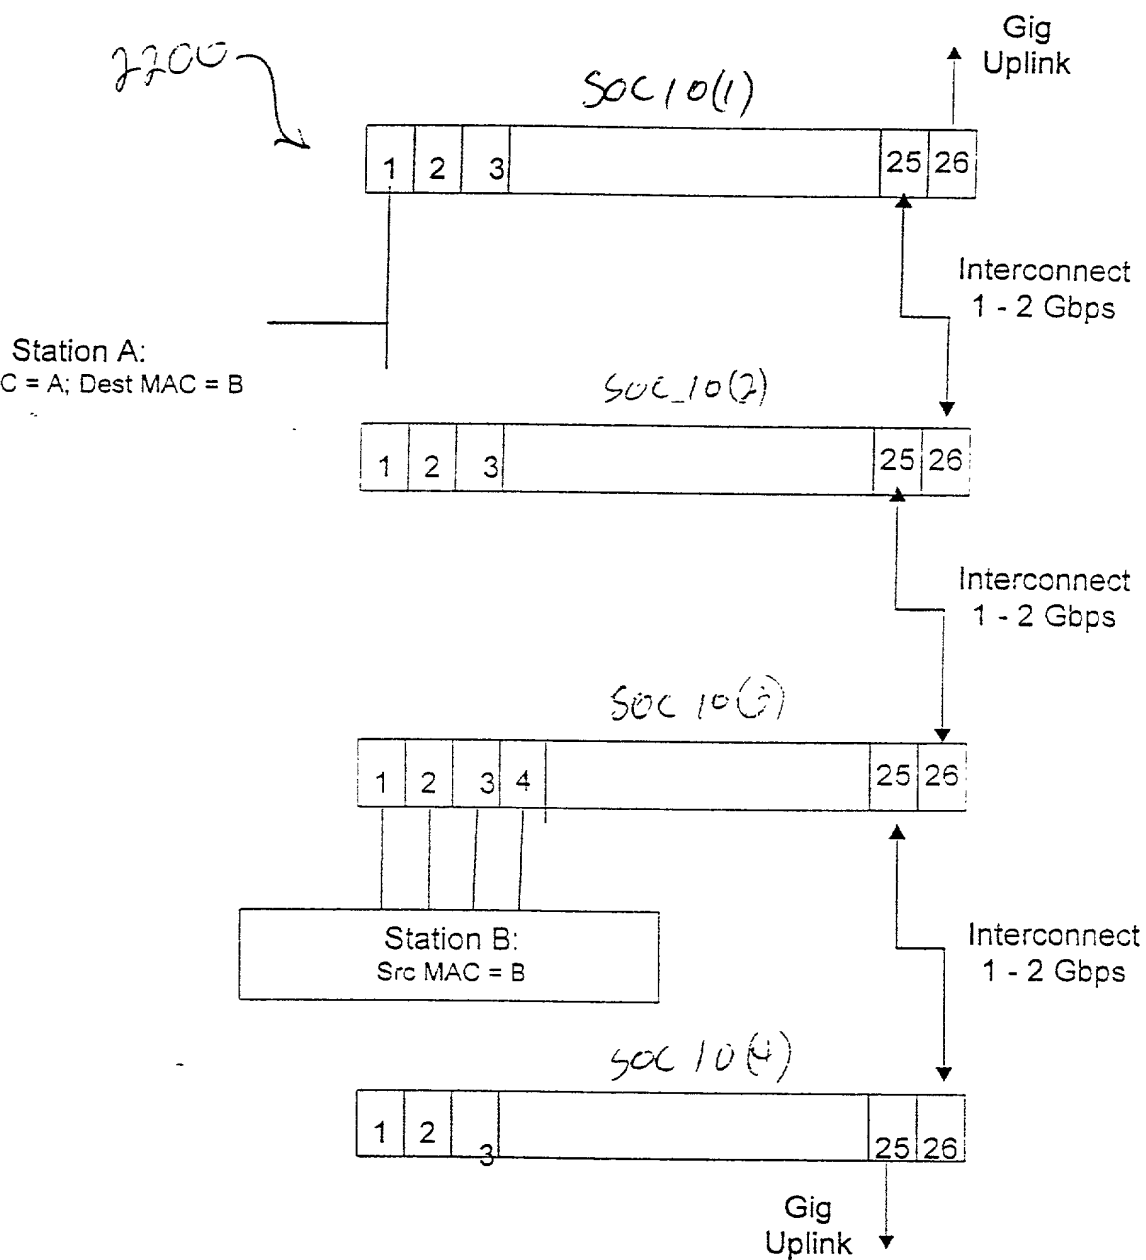 Gig
Uplink
2200
SOC 10(1)
1 2 3 25 26
Interconnect
1 - 2 Gbps
Station A:
C = A; Dest MAC = B
SOC 10(2)
1 2 3 25 26
Interconnect
1 - 2 Gbps
SOC 10(3)
1 2 3 4 25 26
Station B:
Src MAC = B
Interconnect
1 - 2 Gbps
SOC 10(4)
1 2 3 25 26
Gig
Uplink